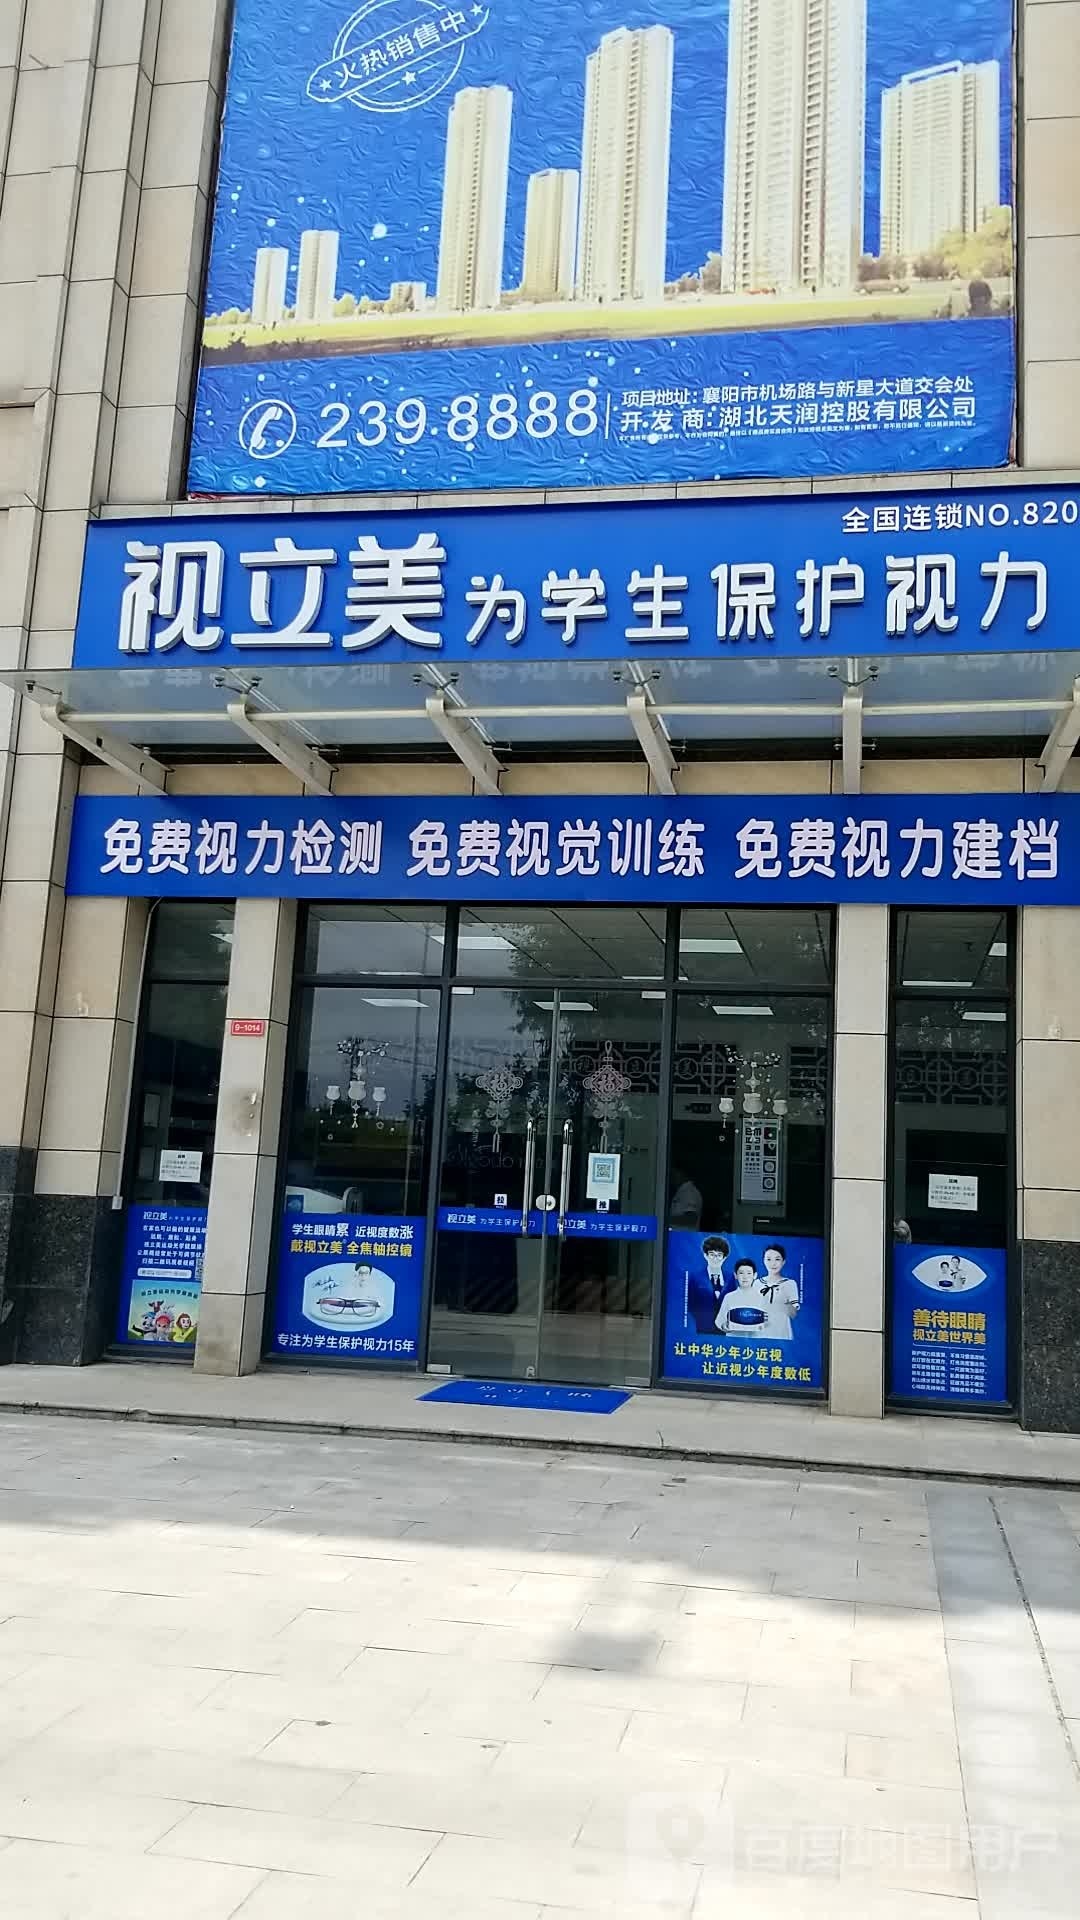 火热销售中
239 8888
项目地址:襄阳市机场路与新星大道交会处
开发商:湖北天润控股有限公司
全国连锁NO.820
视立美 为学生保护视力
免费视力检测 免费视觉训练 免费视力建档
9-1014
拉
推
视立美 为学生保护视力
视立美 为学生保护视力
学生眼睛累 近视度数涨
戴视立美 全焦轴控镜
专注为学生保护视力15年
让中华少年少近视
让近视少年度数低
善待眼睛
视立美世界美
百度地图用户